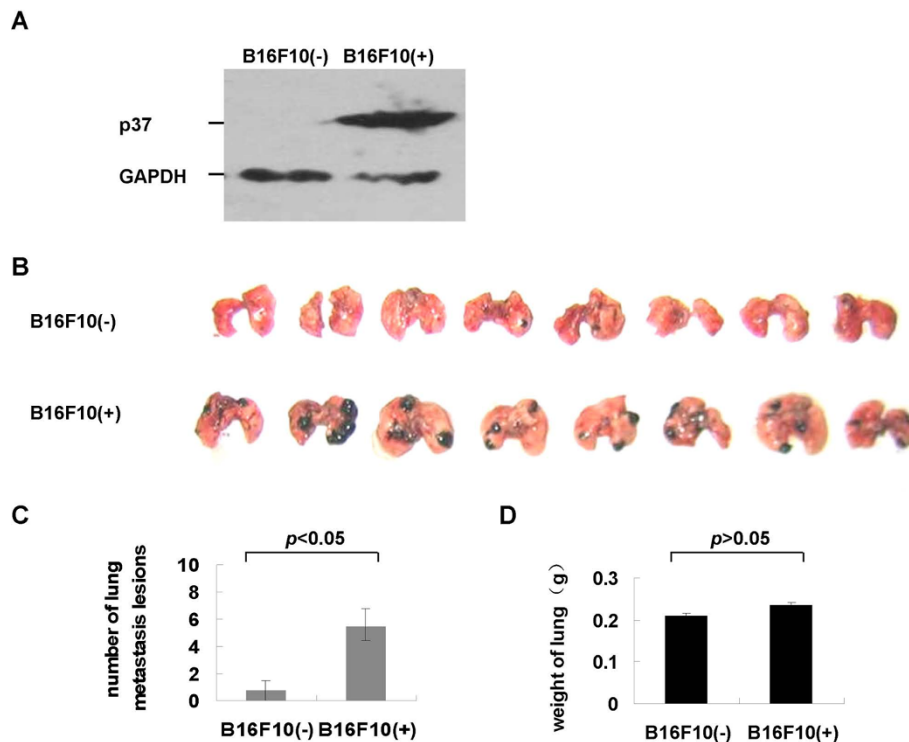 A
B16F10(-) B16F10(+)
p37
GAPDH
B
B16F10(-)
B16F10(+)
C
p<0.05
number of lung
metastasis lesions
10
8
6
4
2
0
B16F10(-) B16F10(+)
D
p>0.05
weight of lung（g）
0.3
0.2
0.1
0
B16F10(-) B16F10(+)